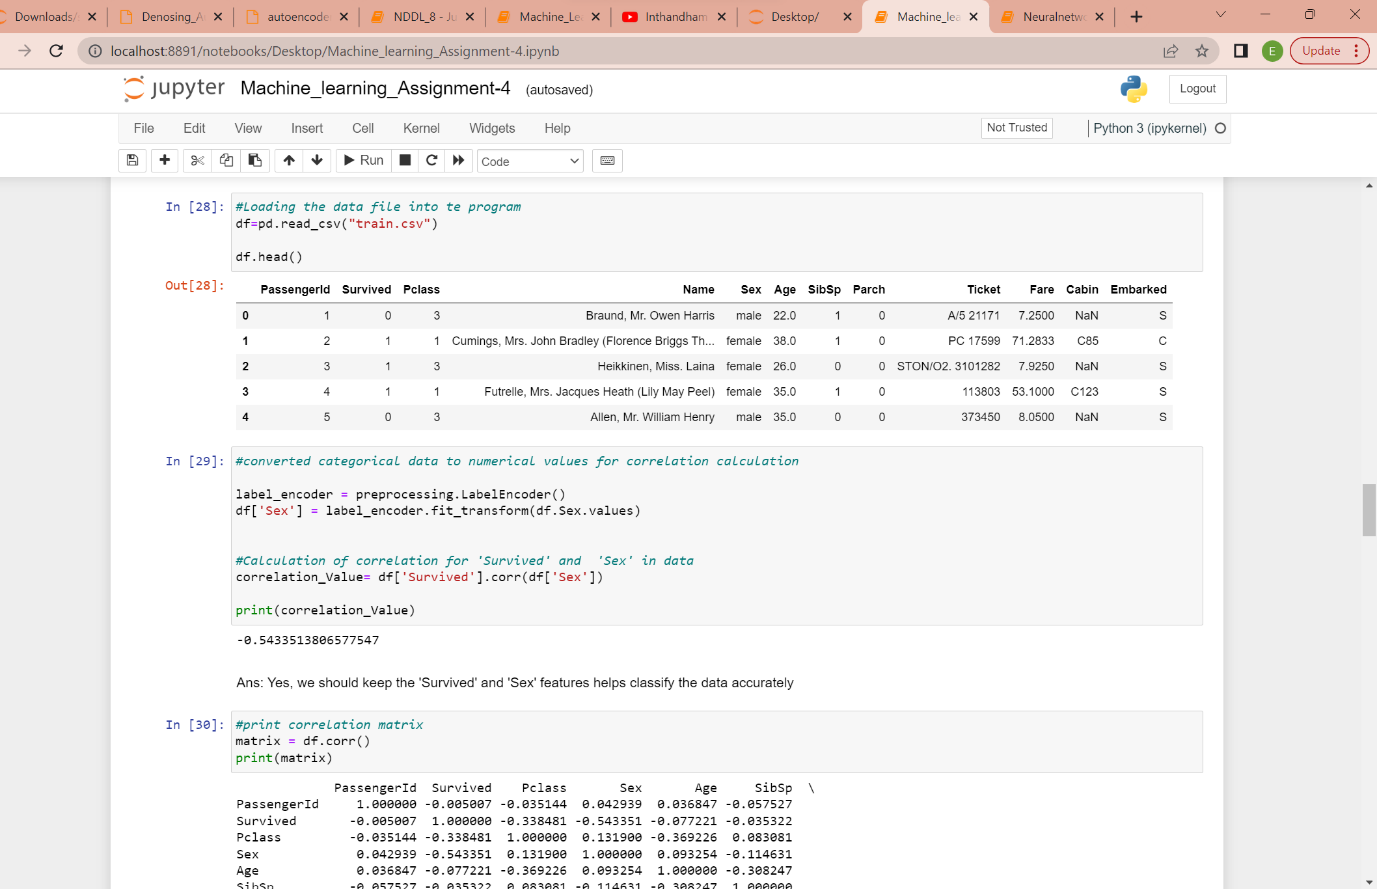 Downloads/ Denosing_A autoencode NDDL_8 - Ju Machine_Le Inthandham Desktop/ Machine_lea Neuralnetw
localhost:8891/notebooks/Desktop/Machine_learning_Assignment-4.ipynb E Update
jupyter Machine_learning_Assignment-4 (autosaved) Logout
File Edit View Insert Cell Kernel Widgets Help Not Trusted Python 3 (ipykernel)
Run Code
In [28]: #Loading the data file into te program
df=pd.read_csv("train.csv")
df.head()
Out[28]:
PassengerId Survived Pclass Name Sex Age SibSp Parch Ticket Fare Cabin Embarked
0 1 0 3 Braund, Mr. Owen Harris male 22.0 1 0 A/5 21171 7.2500 NaN S
1 2 1 1 Cumings, Mrs. John Bradley (Florence Briggs Th... female 38.0 1 0 PC 17599 71.2833 C85 C
2 3 1 3 Heikkinen, Miss. Laina female 26.0 0 0 STON/O2. 3101282 7.9250 NaN S
3 4 1 1 Futrelle, Mrs. Jacques Heath (Lily May Peel) female 35.0 1 0 113803 53.1000 C123 S
4 5 0 3 Allen, Mr. William Henry male 35.0 0 0 373450 8.0500 NaN S
In [29]: #converted categorical data to numerical values for correlation calculation
label_encoder = preprocessing.LabelEncoder()
df['Sex'] = label_encoder.fit_transform(df.Sex.values)
#Calculation of correlation for 'Survived' and  'Sex' in data
correlation_Value= df['Survived'].corr(df['Sex'])
print(correlation_Value)
-0.5433513806577547
Ans: Yes, we should keep the 'Survived' and 'Sex' features helps classify the data accurately
In [30]: #print correlation matrix
matrix = df.corr()
print(matrix)
PassengerId Survived Pclass Sex Age SibSp \
PassengerId 1.000000 -0.005007 -0.035144 0.042939 0.036847 -0.057527
Survived -0.005007 1.000000 -0.338481 -0.543351 -0.077221 -0.035322
Pclass -0.035144 -0.338481 1.000000 0.131900 -0.369226 0.083081
Sex 0.042939 -0.543351 0.131900 1.000000 0.093254 -0.114631
Age 0.036847 -0.077221 -0.369226 0.093254 1.000000 -0.308247
SibSp -0.057527 -0.035322 0.083081 -0.114631 -0.308247 1.000000